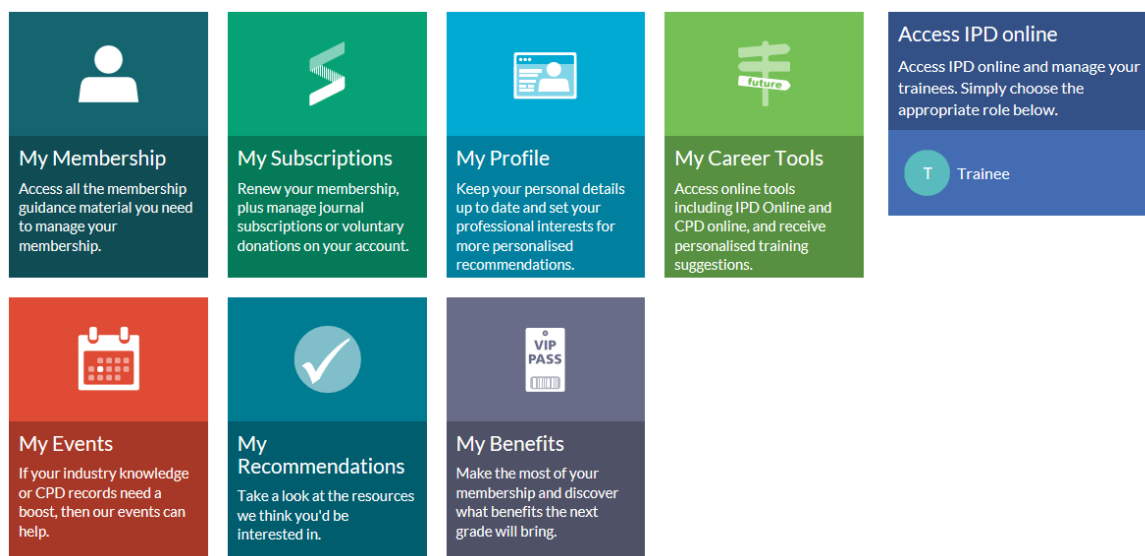 My Membership
Access all the membership
guidance material you need
to manage your
membership.
My Subscriptions
Renew your membership,
plus manage journal
subscriptions or voluntary
donations on your account.
My Profile
Keep your personal details
up to date and set your
professional interests for
more personalised
recommendations.
future
My Career Tools
Access online tools
including IPD Online and
CPD online, and receive
personalised training
suggestions.
Access IPD online
Access IPD online and manage your
trainees. Simply choose the
appropriate role below.
T Trainee
My Events
If your industry knowledge
or CPD records need a
boost, then our events can
help.
My
Recommendations
Take a look at the resources
we think you'd be
interested in.
VIP
PASS
My Benefits
Make the most of your
membership and discover
what benefits the next
grade will bring.